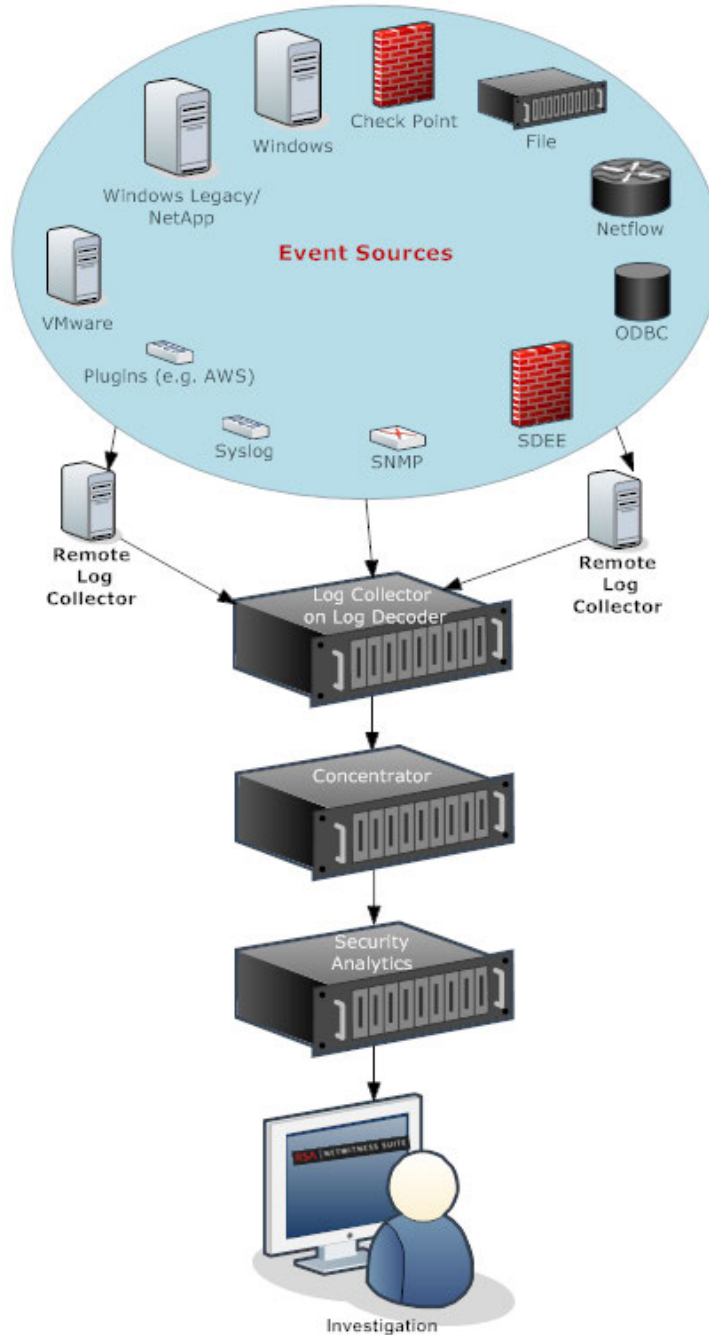 Windows
Check Point
File
Windows Legacy/
NetApp
Netflow
Event Sources
VMware
ODBC
Plugins (e.g. AWS)
Syslog
SNMP
SDEE
Remote
Log
Collector
Remote
Log
Collector
Log Collector
on Log Decoder
Concentrator
Security
Analytics
RSA NETWITNESS SUITE
Investigation